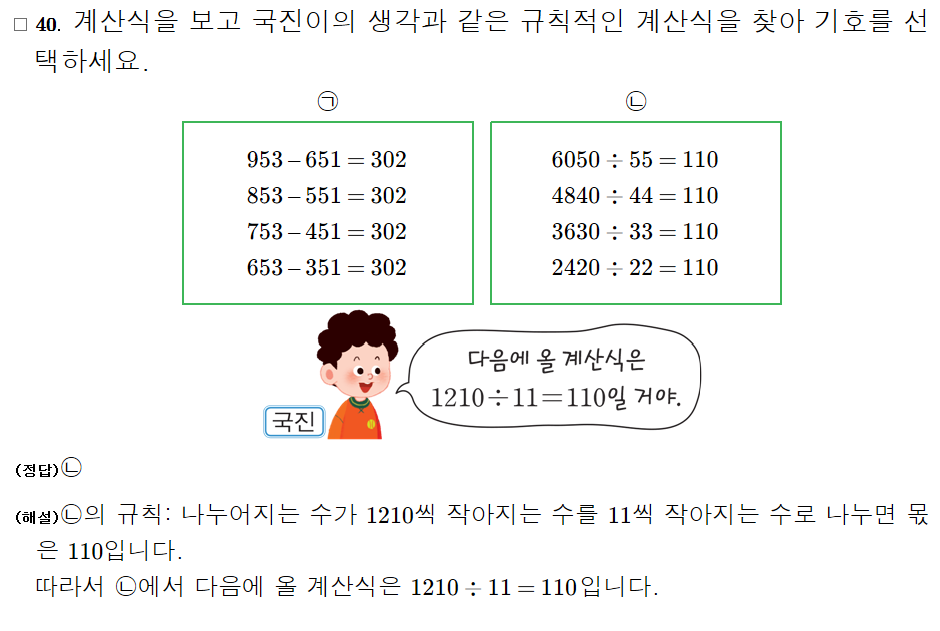 □ 40. 계산식을 보고 국진이의 생각과 같은 규칙적인 계산식을 찾아 기호를 선
택하세요.
㉠ ㉡
953 – 651 = 302
853 – 551 = 302
753 – 451 = 302
653 – 351 = 302
6050 ÷ 55 = 110
4840 ÷ 44 = 110
3630 ÷ 33 = 110
2420 ÷ 22 = 110
다음에 올 계산식은
1210÷11=110일 거야.
국진
(정답)㉡
(해설)㉡의 규칙: 나누어지는 수가 1210씩 작아지는 수를 11씩 작아지는 수로 나누면 몫
은 110입니다.
따라서 ㉡에서 다음에 올 계산식은 1210 ÷ 11 = 110입니다.